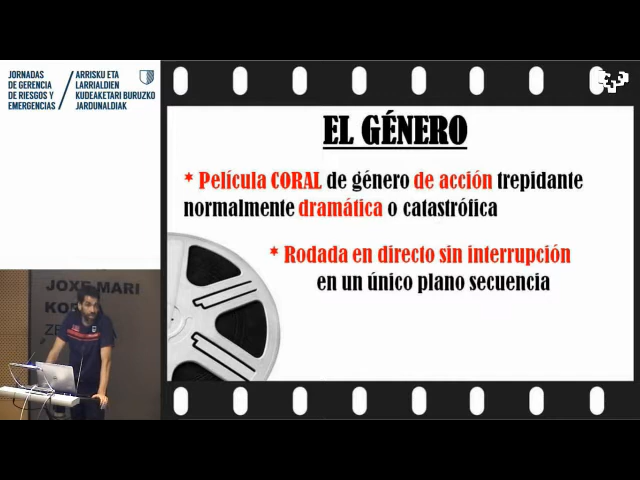 JORNADAS
DE GERENCIA
DE RIESGOS Y
EMERGENCIAS
ARRISKU ETA
LARRIALDIEN
KUDEAKETARI BURUZKO
JARDUNALDIAK
EL GÉNERO
* Película CORAL de género de acción trepidante
normalmente dramática o catastrófica
* Rodada en directo sin interrupción
en un único plano secuencia
JOXE MARI